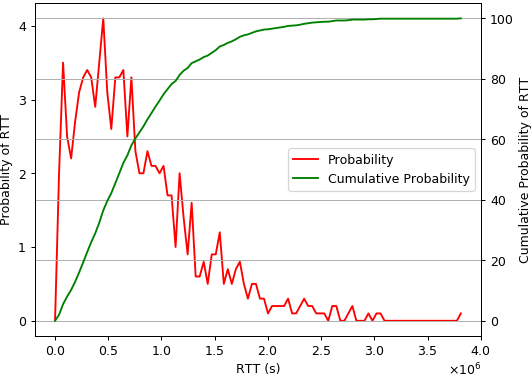 Probability of RTT
4
3
2
1
0
100
80
60
40
20
0
Cumulative Probability of RTT
Probability
Cumulative Probability
0.0 0.5 1.0 1.5 2.0 2.5 3.0 3.5 4.0
RTT (s)
×10⁶